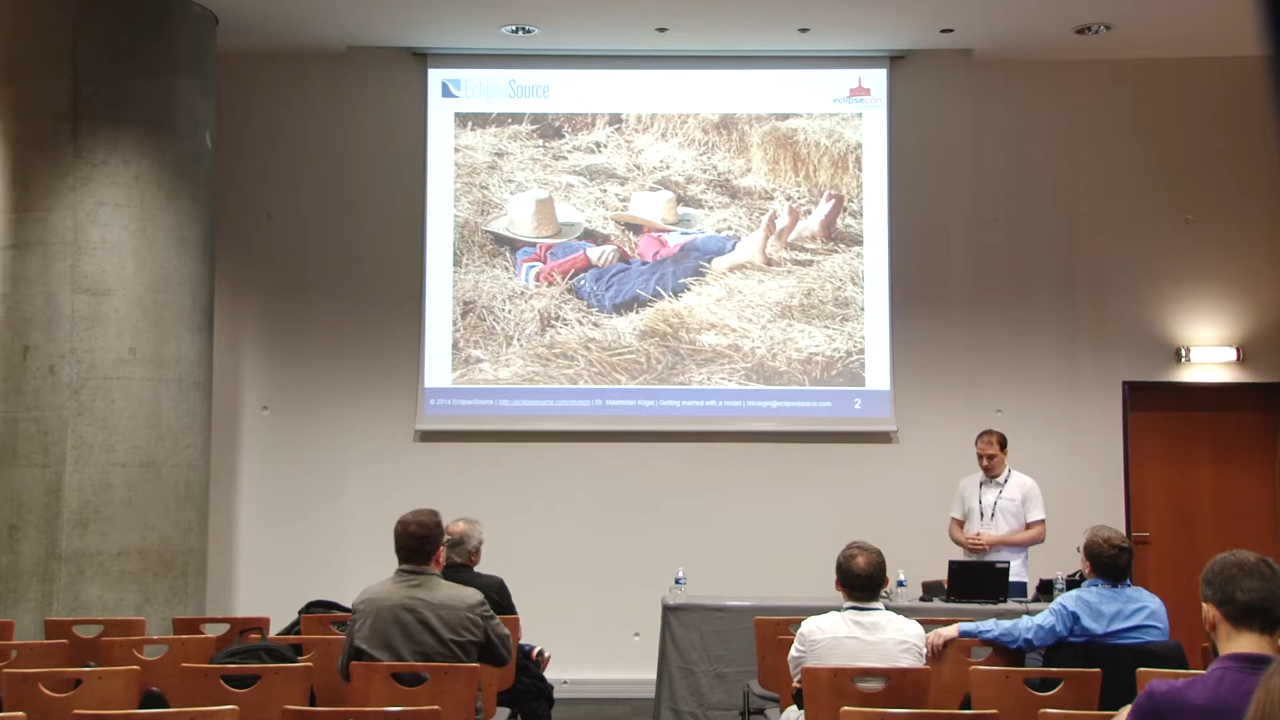 EclipseSource
eclipsecon
© 2014 EclipseSource | http://eclipsesource.com/munich | Dr. Maximilian Kögel | Getting married with a model | mkoegel@eclipsesource.com
2